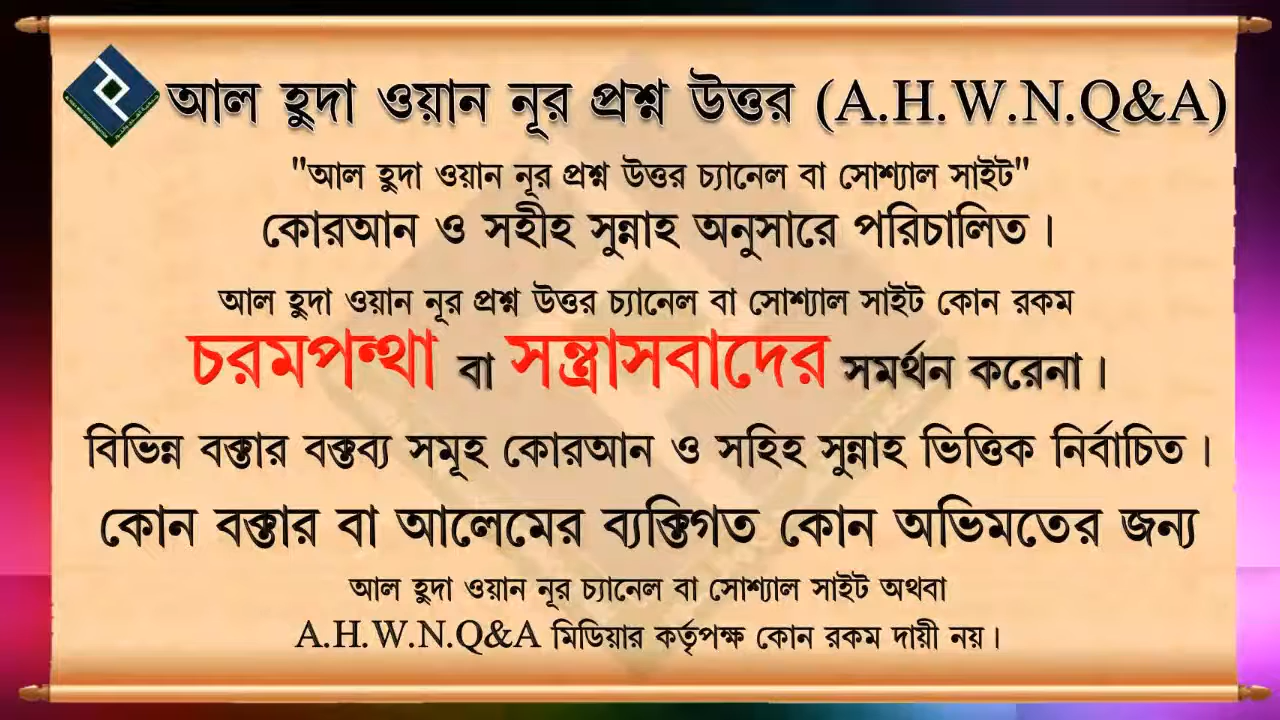 আল হুদা ওয়ান নূর প্রশ্ন উত্তর (A.H.W.N.Q&A)
"আল হুদা ওয়ান নূর প্রশ্ন উত্তর চ্যানেল বা সোশ্যাল সাইট"
কোরআন ও সহীহ সুন্নাহ অনুসারে পরিচালিত।
আল হুদা ওয়ান নূর প্রশ্ন উত্তর চ্যানেল বা সোশ্যাল সাইট কোন রকম
চরমপন্থা বা সন্ত্রাসবাদের সমর্থন করেনা।
বিভিন্ন বক্তার বক্তব্য সমূহ কোরআন ও সহিহ সুন্নাহ ভিত্তিক নির্বাচিত।
কোন বক্তার বা আলেমের ব্যক্তিগত কোন অভিমতের জন্য
আল হুদা ওয়ান নূর চ্যানেল বা সোশ্যাল সাইট অথবা
A.H.W.N.Q&A মিডিয়ার কর্তৃপক্ষ কোন রকম দায়ী নয়।